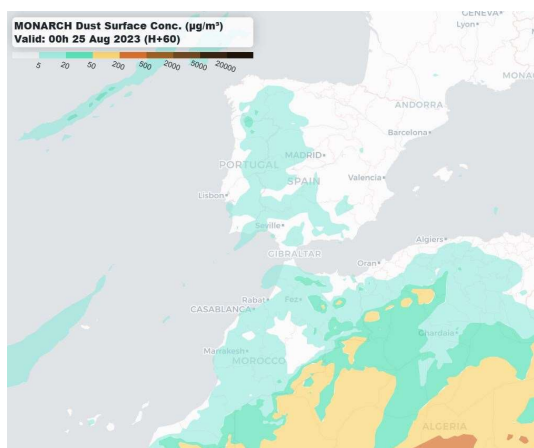 MONARCH Dust Surface Conc. (µg/m³)
Valid: 00h 25 Aug 2023 (H+60)
5 20 50 200 500 2000 5000 20000
GENEVA
Lyon
MONA
ANDORRA
Barcelona
MADRID
PORTUGAL
SPAIN
Valencia
Lisbon
Seville
GIBRALTAR
Algiers
Oran
Rabat
Fez
CASABLANCA
Ghardaia
Marrakesh
MOROCCO
ALGERIA